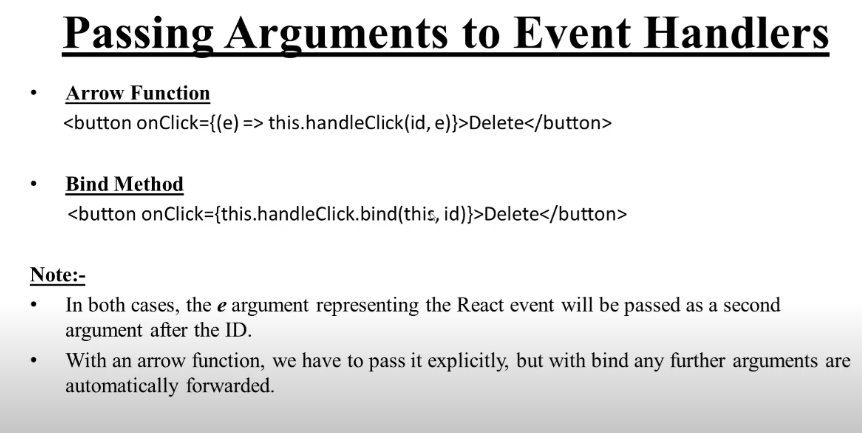 Passing Arguments to Event Handlers
• Arrow Function
<button onClick={(e) => this.handleClick(id, e)}>Delete</button>
• Bind Method
<button onClick={this.handleClick.bind(this, id)}>Delete</button>
Note:-
• In both cases, the e argument representing the React event will be passed as a second
argument after the ID.
• With an arrow function, we have to pass it explicitly, but with bind any further arguments are
automatically forwarded.